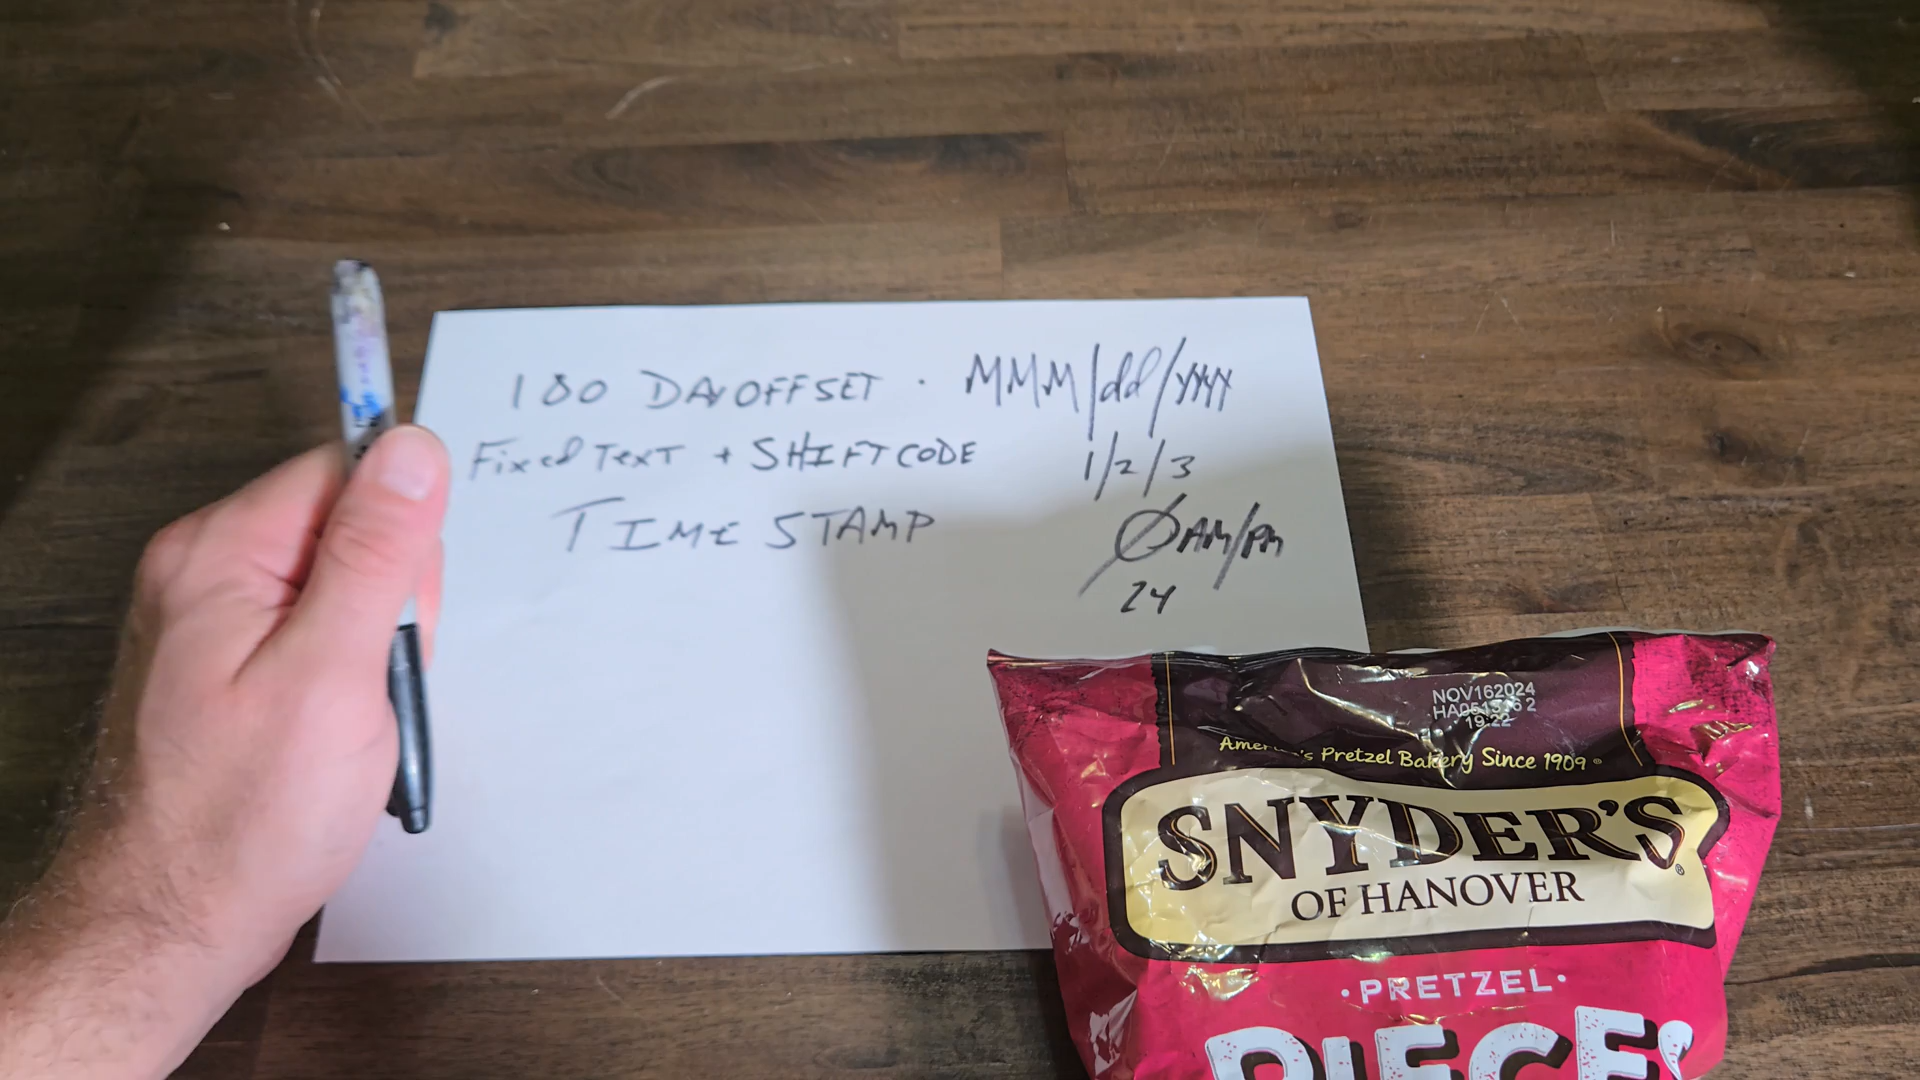 180 DAY OFFSET · MMM/dd/yyyy
Fixed Text + SHIFT CODE 1/2/3
TIME STAMP AM/PM
24
NOV162024
19:22
America's Pretzel Bakery Since 1909 ®
SNYDER'S
OF HANOVER ®
·PRETZEL·